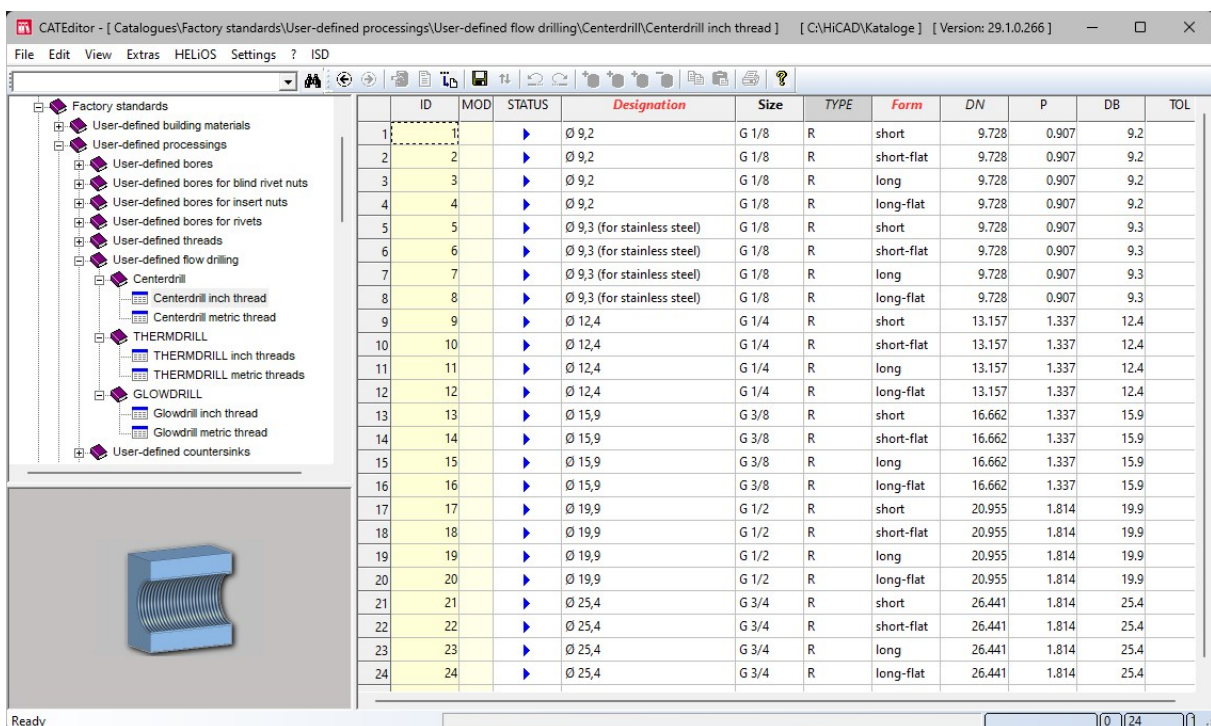 CATEditor - [ Catalogues\Factory standards\User-defined processings\User-defined flow drilling\Centerdrill\Centerdrill inch thread ] [ C:\HiCAD\Kataloge ] [ Version: 29.1.0.266 ]
File Edit View Extras HELiOS Settings ? ISD
Factory standards
User-defined building materials
User-defined processings
User-defined bores
User-defined bores for blind rivet nuts
User-defined bores for insert nuts
User-defined bores for rivets
User-defined threads
User-defined flow drilling
Centerdrill
Centerdrill inch thread
Centerdrill metric thread
THERMDRILL
THERMDRILL inch threads
THERMDRILL metric threads
GLOWDRILL
Glowdrill inch thread
Glowdrill metric thread
User-defined countersinks
ID MOD STATUS Designation Size TYPE Form DN P DB TOL
1 1 Ø 9,2 G 1/8 R short 9.728 0.907 9.2
2 2 Ø 9,2 G 1/8 R short-flat 9.728 0.907 9.2
3 3 Ø 9,2 G 1/8 R long 9.728 0.907 9.2
4 4 Ø 9,2 G 1/8 R long-flat 9.728 0.907 9.2
5 5 Ø 9,3 (for stainless steel) G 1/8 R short 9.728 0.907 9.3
6 6 Ø 9,3 (for stainless steel) G 1/8 R short-flat 9.728 0.907 9.3
7 7 Ø 9,3 (for stainless steel) G 1/8 R long 9.728 0.907 9.3
8 8 Ø 9,3 (for stainless steel) G 1/8 R long-flat 9.728 0.907 9.3
9 9 Ø 12,4 G 1/4 R short 13.157 1.337 12.4
10 10 Ø 12,4 G 1/4 R short-flat 13.157 1.337 12.4
11 11 Ø 12,4 G 1/4 R long 13.157 1.337 12.4
12 12 Ø 12,4 G 1/4 R long-flat 13.157 1.337 12.4
13 13 Ø 15,9 G 3/8 R short 16.662 1.337 15.9
14 14 Ø 15,9 G 3/8 R short-flat 16.662 1.337 15.9
15 15 Ø 15,9 G 3/8 R long 16.662 1.337 15.9
16 16 Ø 15,9 G 3/8 R long-flat 16.662 1.337 15.9
17 17 Ø 19,9 G 1/2 R short 20.955 1.814 19.9
18 18 Ø 19,9 G 1/2 R short-flat 20.955 1.814 19.9
19 19 Ø 19,9 G 1/2 R long 20.955 1.814 19.9
20 20 Ø 19,9 G 1/2 R long-flat 20.955 1.814 19.9
21 21 Ø 25,4 G 3/4 R short 26.441 1.814 25.4
22 22 Ø 25,4 G 3/4 R short-flat 26.441 1.814 25.4
23 23 Ø 25,4 G 3/4 R long 26.441 1.814 25.4
24 24 Ø 25,4 G 3/4 R long-flat 26.441 1.814 25.4
Ready 0 24 1